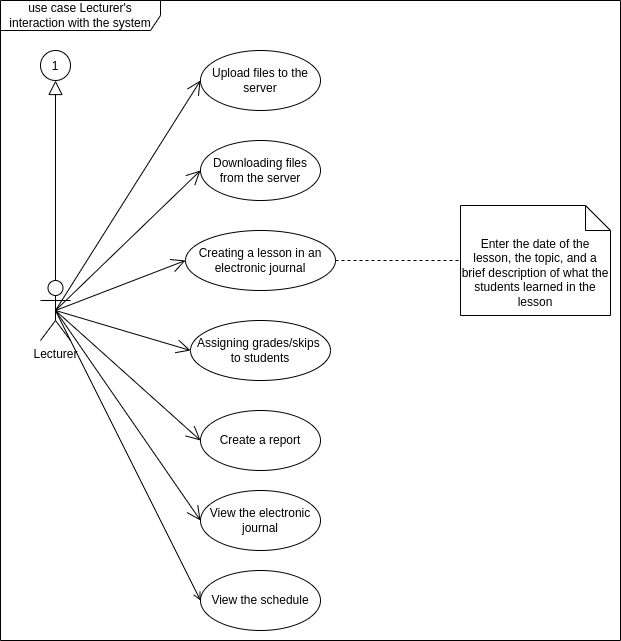 use case Lecturer's
interaction with the system
1
Upload files to the
server
Downloading files
from the server
Creating a lesson in an
electronic journal
Enter the date of the
lesson, the topic, and a
brief description of what the
students learned in the
lesson
Lecturer
Assigning grades/skips
to students
Create a report
View the electronic
journal
View the schedule